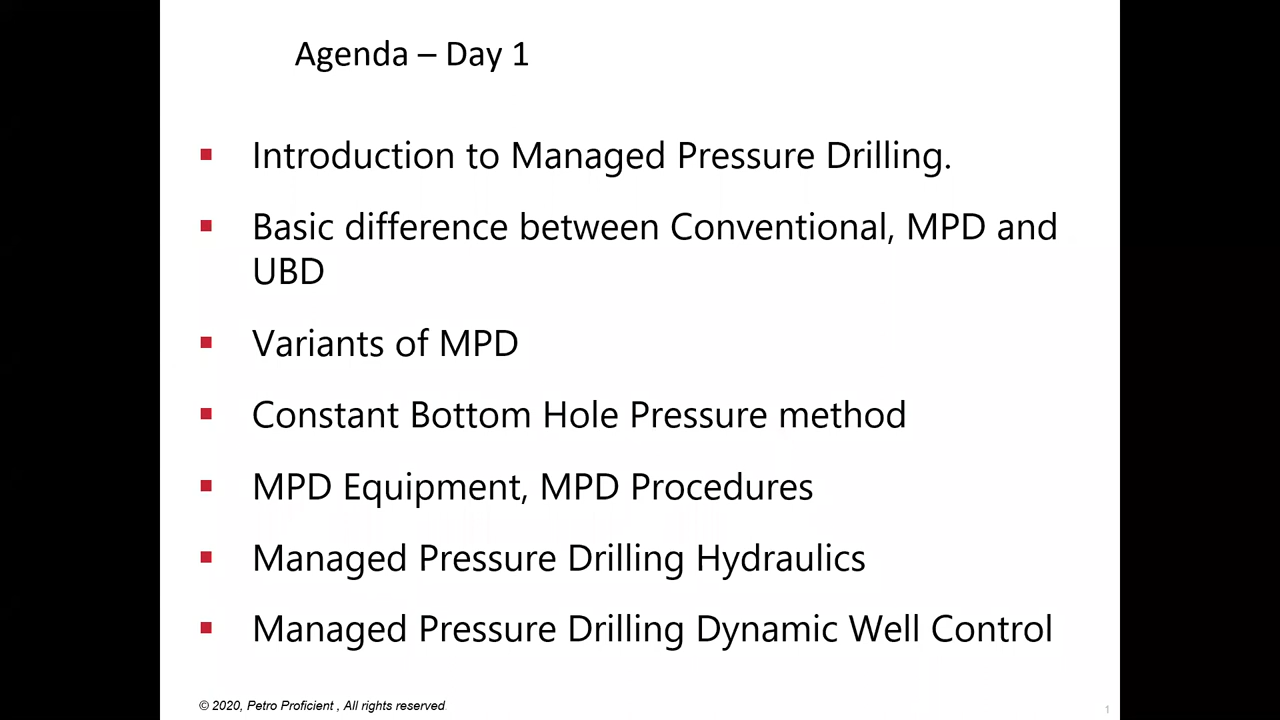 Agenda – Day 1
Introduction to Managed Pressure Drilling.
Basic difference between Conventional, MPD and
UBD
Variants of MPD
Constant Bottom Hole Pressure method
MPD Equipment, MPD Procedures
Managed Pressure Drilling Hydraulics
Managed Pressure Drilling Dynamic Well Control
© 2020, Petro Proficient , All rights reserved
1